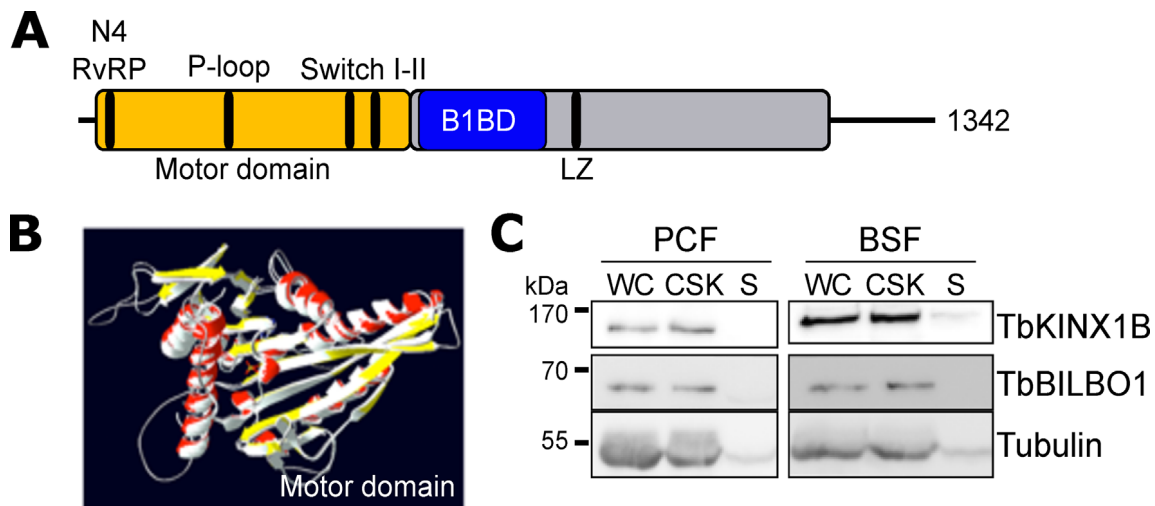 A
N4
RvRP P-loop Switch I-II
B1BD
1342
Motor domain
LZ
B
Motor domain
C
PCF BSF
kDa WC CSK S WC CSK S
170
TbKINX1B
70
TbBILBO1
55
Tubulin